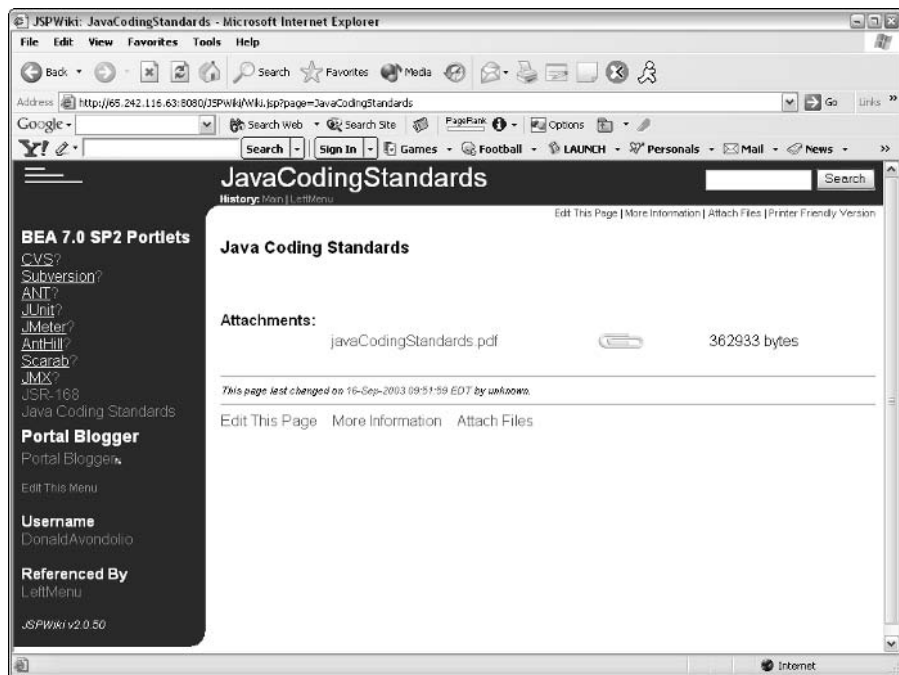 JSPWiki: JavaCodingStandards - Microsoft Internet Explorer
File Edit View Favorites Tools Help
Back Search Favorites Media
Address http://65.242.116.63:8080/JSPWiki/Wiki.jsp?page=JavaCodingStandards Go Links »
Google Search Web Search Site PageRank Options
Y! Search Sign In Games Football LAUNCH Personals Mail News »
JavaCodingStandards Search
History: Main | LeftMenu
Edit This Page | More Information | Attach Files | Printer Friendly Version
BEA 7.0 SP2 Portlets
CVS?
Subversion?
ANT?
JUnit?
JMeter?
AntHill?
Scarab?
JMX?
JSR-168
Java Coding Standards
Portal Blogger
Portal Blogger
Edit This Menu
Username
DonaldAvondolio
Referenced By
LeftMenu
JSPWiki v2.0.50
Java Coding Standards
Attachments:
javaCodingStandards.pdf 362933 bytes
This page last changed on 16-Sep-2003 09:51:59 EDT by unknown.
Edit This Page More Information Attach Files
Internet